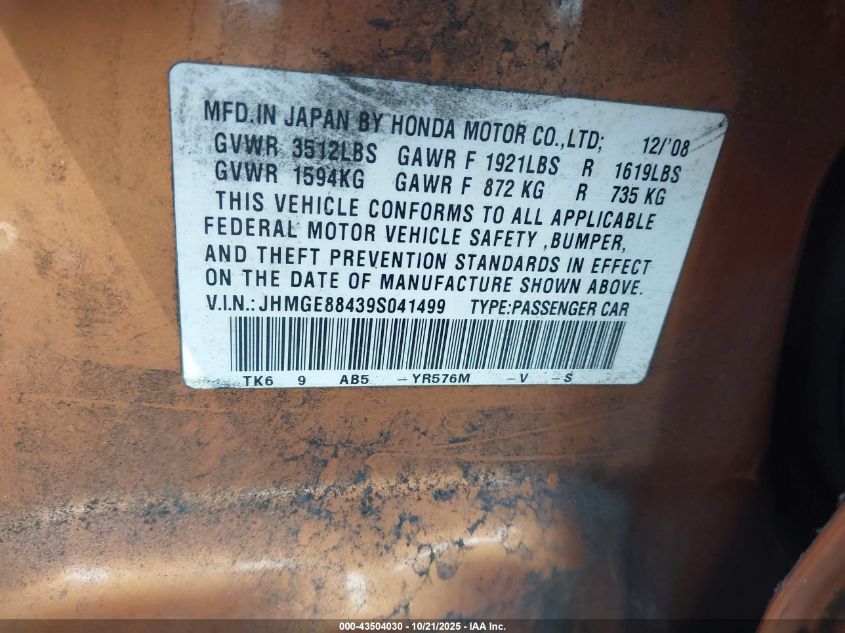 MFD.IN JAPAN BY HONDA MOTOR CO.,LTD; 12/'08
GVWR 3512LBS GAWR F 1921LBS R 1619LBS
GVWR 1594KG GAWR F 872 KG R 735 KG
THIS VEHICLE CONFORMS TO ALL APPLICABLE
FEDERAL MOTOR VEHICLE SAFETY ,BUMPER,
AND THEFT PREVENTION STANDARDS IN EFFECT
ON THE DATE OF MANUFACTURE SHOWN ABOVE.
V.I.N.:JHMGE88439S041499 TYPE:PASSENGER CAR
TK6 9 AB5 -YR576M -V -S
000-43504030 - 10/21/2025 - IAA Inc.